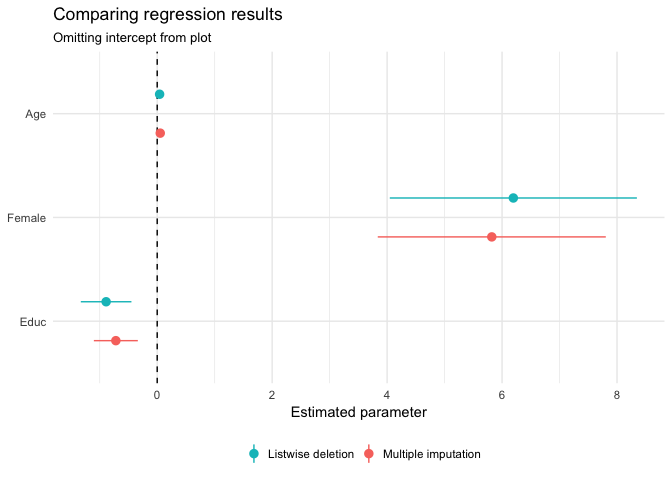 Comparing regression results
Omitting intercept from plot
Age
Female
Educ
0 2 4 6 8
Estimated parameter
Listwise deletion Multiple imputation